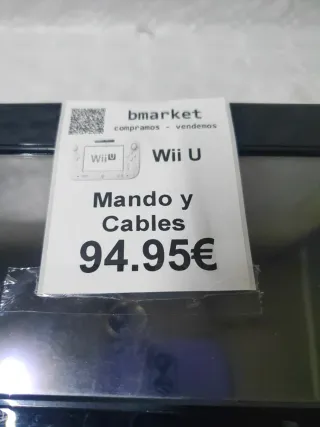 bmarket
compramos - vendemos
Wii U
Wii U
Mando y
Cables
94.95€